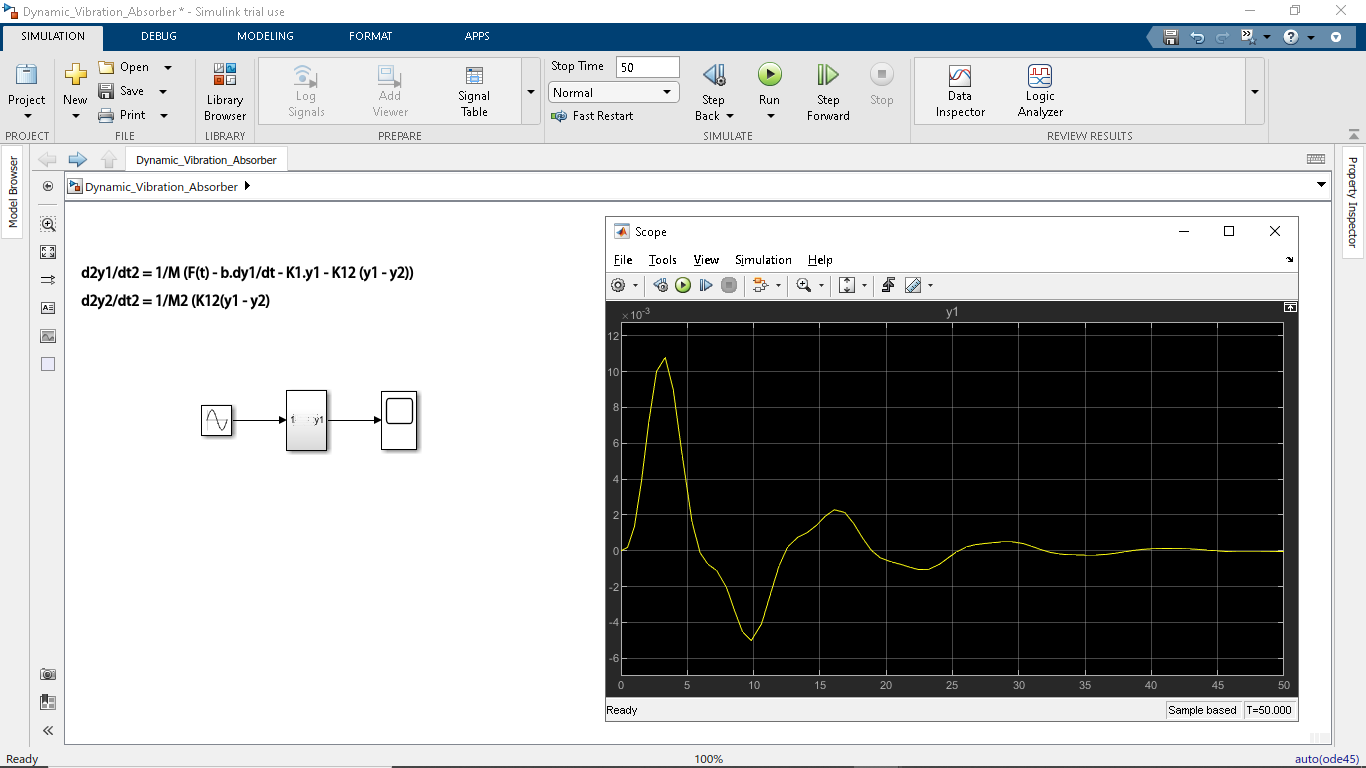 Dynamic_Vibration_Absorber * - Simulink trial use
SIMULATION DEBUG MODELING FORMAT APPS
Project
New
Open
Save
Print
Library Browser
Log Signals
Add Viewer
Signal Table
Stop Time 50
Normal
Fast Restart
Step Back
Run
Step Forward
Stop
Data Inspector
Logic Analyzer
PROJECT FILE LIBRARY PREPARE SIMULATE REVIEW RESULTS
Model Browser
Dynamic_Vibration_Absorber
Property Inspector
Dynamic_Vibration_Absorber
d2y1/dt2 = 1/M (F(t) - b.dy1/dt - K1.y1 - K12 (y1 - y2))
d2y2/dt2 = 1/M2 (K12(y1 - y2)
y1
Scope
File Tools View Simulation Help
×10-3
y1
12
10
8
6
4
2
0
-2
-4
-6
0 5 10 15 20 25 30 35 40 45 50
Ready Sample based T=50.000
Ready 100% auto(ode45)